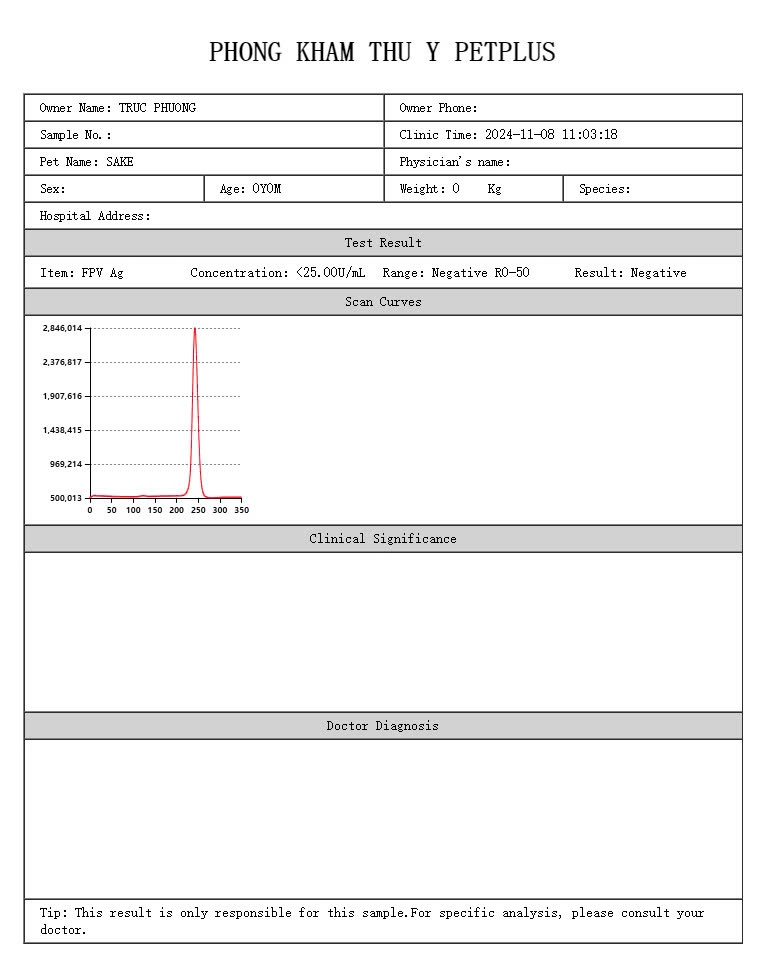 PHONG KHAM THU Y PETPLUS
Owner Name: TRUC PHUONG Owner Phone:
Sample No.: Clinic Time: 2024-11-08 11:03:18
Pet Name: SAKE Physician's name:
Sex: Age: 0Y0M Weight: 0 Kg Species:
Hospital Address:
Test Result
Item: FPV Ag Concentration: <25.00U/mL Range: Negative R0-50 Result: Negative
Scan Curves
2,846,014
2,376,817
1,907,616
1,438,415
969,214
500,013
0 50 100 150 200 250 300 350
Clinical Significance
Doctor Diagnosis
Tip: This result is only responsible for this sample.For specific analysis, please consult your
doctor.